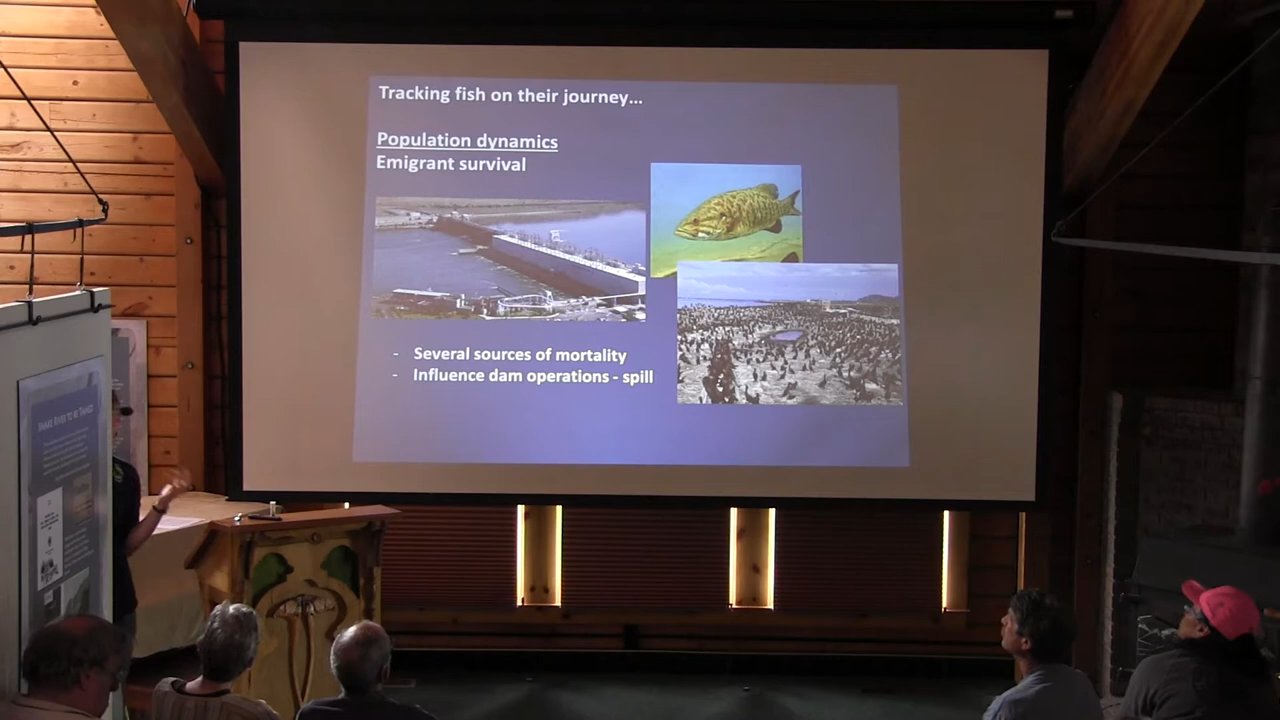 Tracking fish on their journey...
Population dynamics
Emigrant survival
- Several sources of mortality
- Influence dam operations - spill
SNAKE RIVER TO BE TAMED